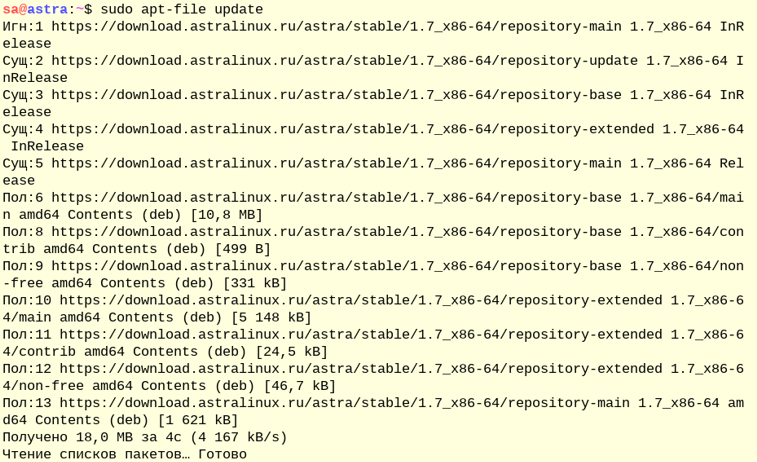 sa@astra:~$ sudo apt-file update
Игн:1 https://download.astralinux.ru/astra/stable/1.7_x86-64/repository-main 1.7_x86-64 InR
elease
Сущ:2 https://download.astralinux.ru/astra/stable/1.7_x86-64/repository-update 1.7_x86-64 I
nRelease
Сущ:3 https://download.astralinux.ru/astra/stable/1.7_x86-64/repository-base 1.7_x86-64 InR
elease
Сущ:4 https://download.astralinux.ru/astra/stable/1.7_x86-64/repository-extended 1.7_x86-64
 InRelease
Сущ:5 https://download.astralinux.ru/astra/stable/1.7_x86-64/repository-main 1.7_x86-64 Rel
ease
Пол:6 https://download.astralinux.ru/astra/stable/1.7_x86-64/repository-base 1.7_x86-64/mai
n amd64 Contents (deb) [10,8 MB]
Пол:8 https://download.astralinux.ru/astra/stable/1.7_x86-64/repository-base 1.7_x86-64/con
trib amd64 Contents (deb) [499 B]
Пол:9 https://download.astralinux.ru/astra/stable/1.7_x86-64/repository-base 1.7_x86-64/non
-free amd64 Contents (deb) [331 kB]
Пол:10 https://download.astralinux.ru/astra/stable/1.7_x86-64/repository-extended 1.7_x86-6
4/main amd64 Contents (deb) [5 148 kB]
Пол:11 https://download.astralinux.ru/astra/stable/1.7_x86-64/repository-extended 1.7_x86-6
4/contrib amd64 Contents (deb) [24,5 kB]
Пол:12 https://download.astralinux.ru/astra/stable/1.7_x86-64/repository-extended 1.7_x86-6
4/non-free amd64 Contents (deb) [46,7 kB]
Пол:13 https://download.astralinux.ru/astra/stable/1.7_x86-64/repository-main 1.7_x86-64 am
d64 Contents (deb) [1 621 kB]
Получено 18,0 MB за 4с (4 167 kB/s)
Чтение списков пакетов… Готово